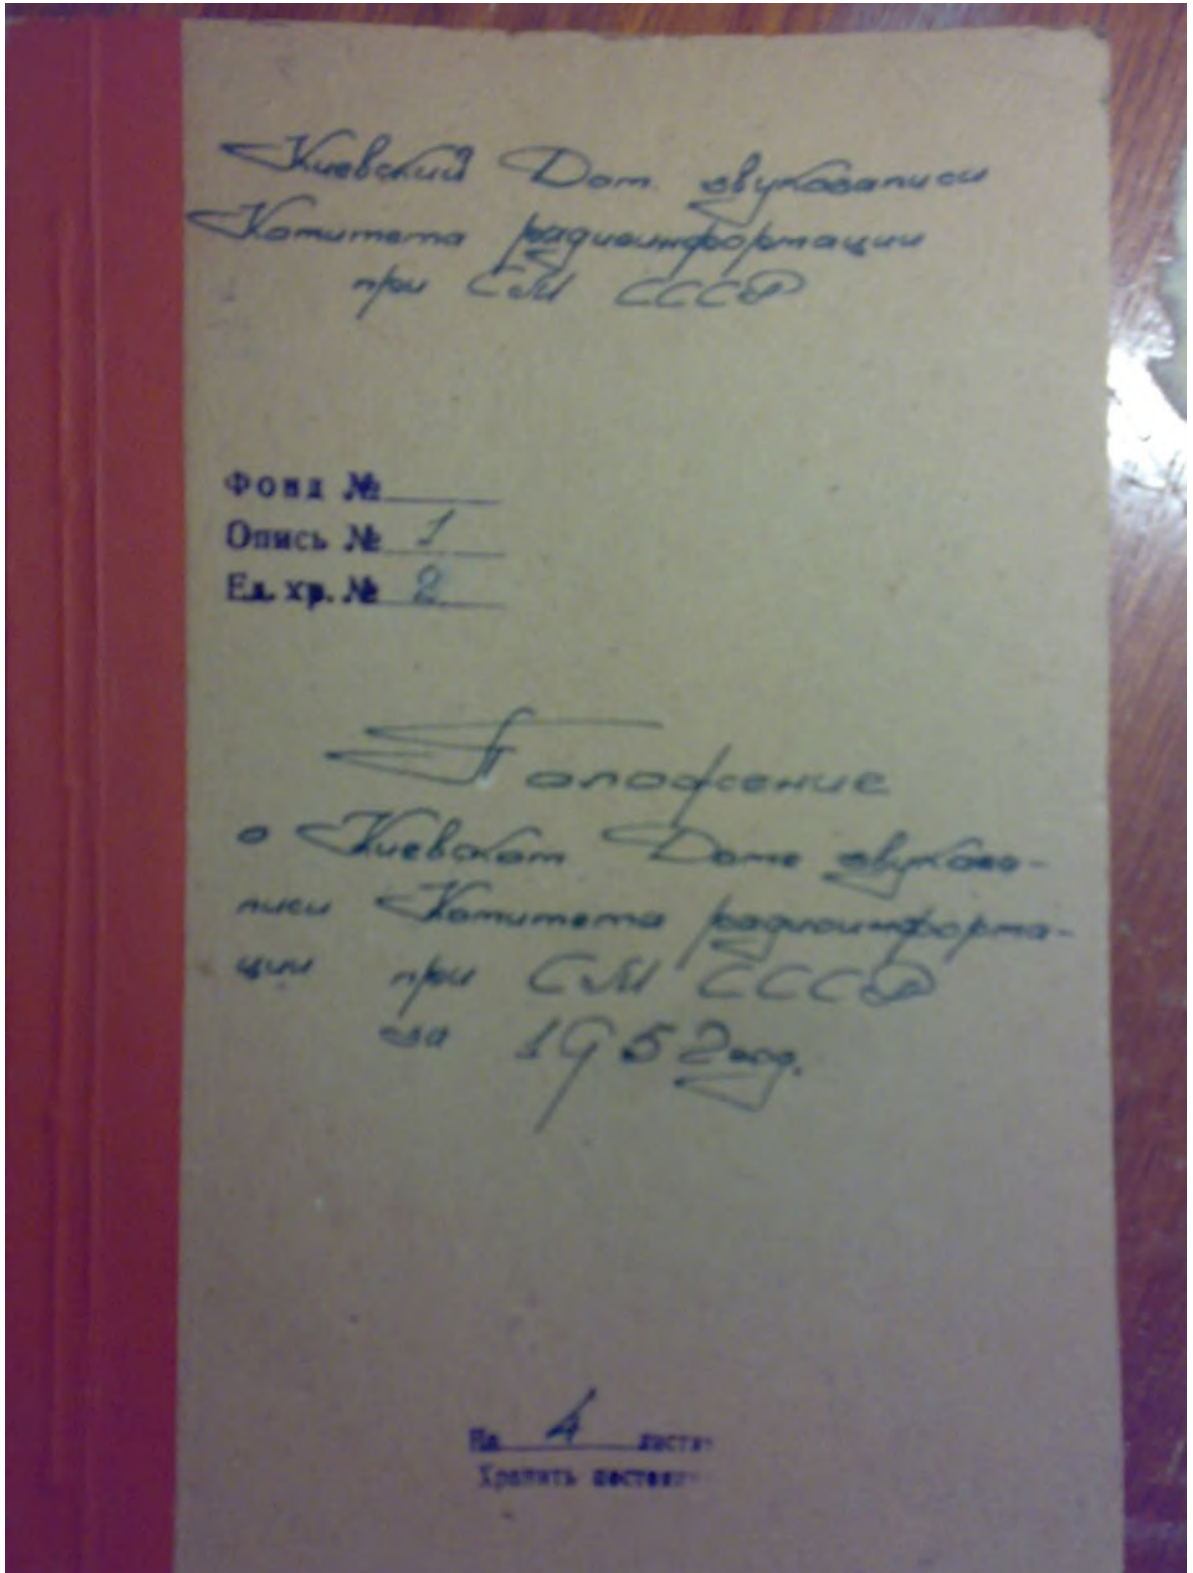 Киевский Дом звукозаписи
Комитета радиоинформации
при СМ СССР
Фонд №
Опись № 1
Ед. хр. № 2
Положение
о Киевском Доме звукоза-
писи Комитета радиоинформа-
ции при СМ СССР
за 1952 год.
На 4 листах
Хранить постоянно